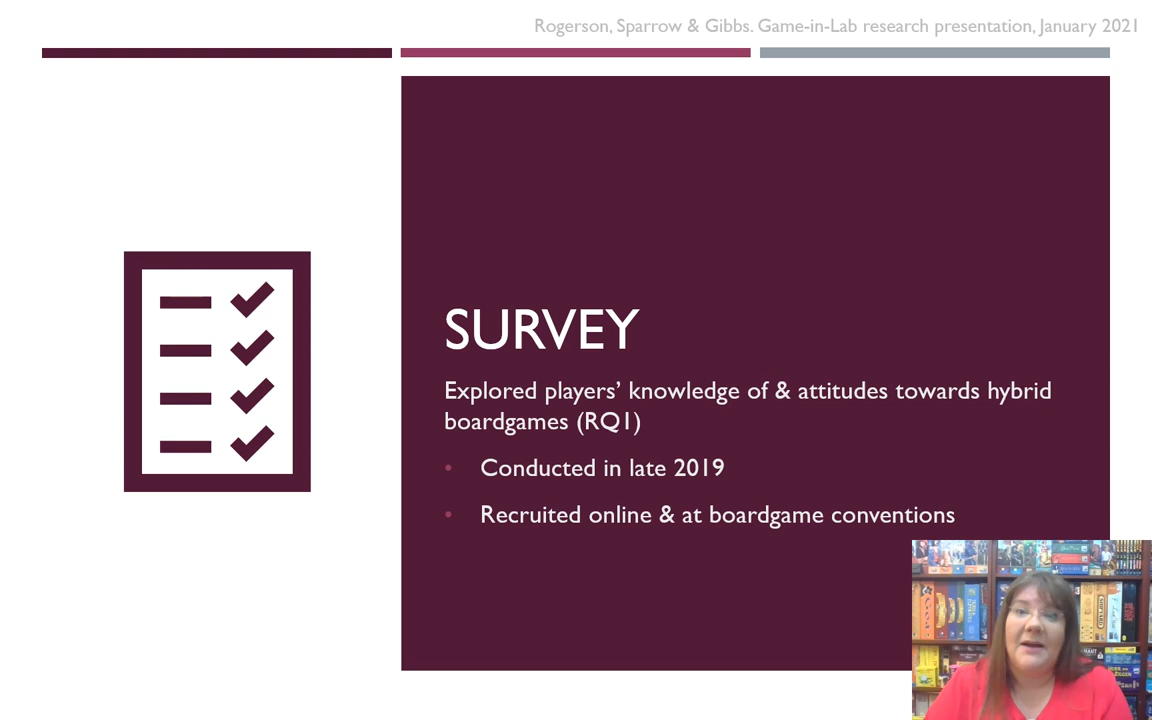 Rogerson, Sparrow & Gibbs. Game-in-Lab research presentation, January 2021
SURVEY
Explored players’ knowledge of & attitudes towards hybrid
boardgames (RQ1)
• Conducted in late 2019
• Recruited online & at boardgame conventions